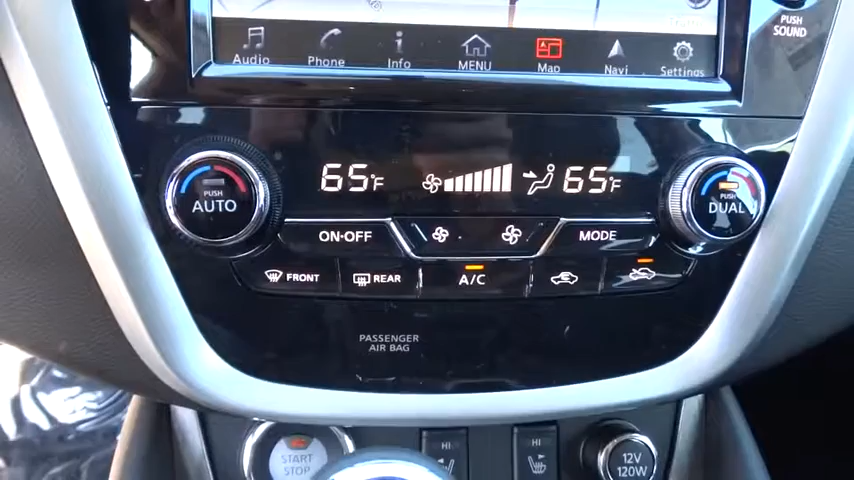 PUSH
SOUND
Audio Phone Info MENU Map Navi Settings
65°F 65°F
PUSH
AUTO
PUSH
DUAL
ON·OFF MODE
FRONT REAR A/C
PASSENGER
AIR BAG
START
STOP
HI HI
12V
120W